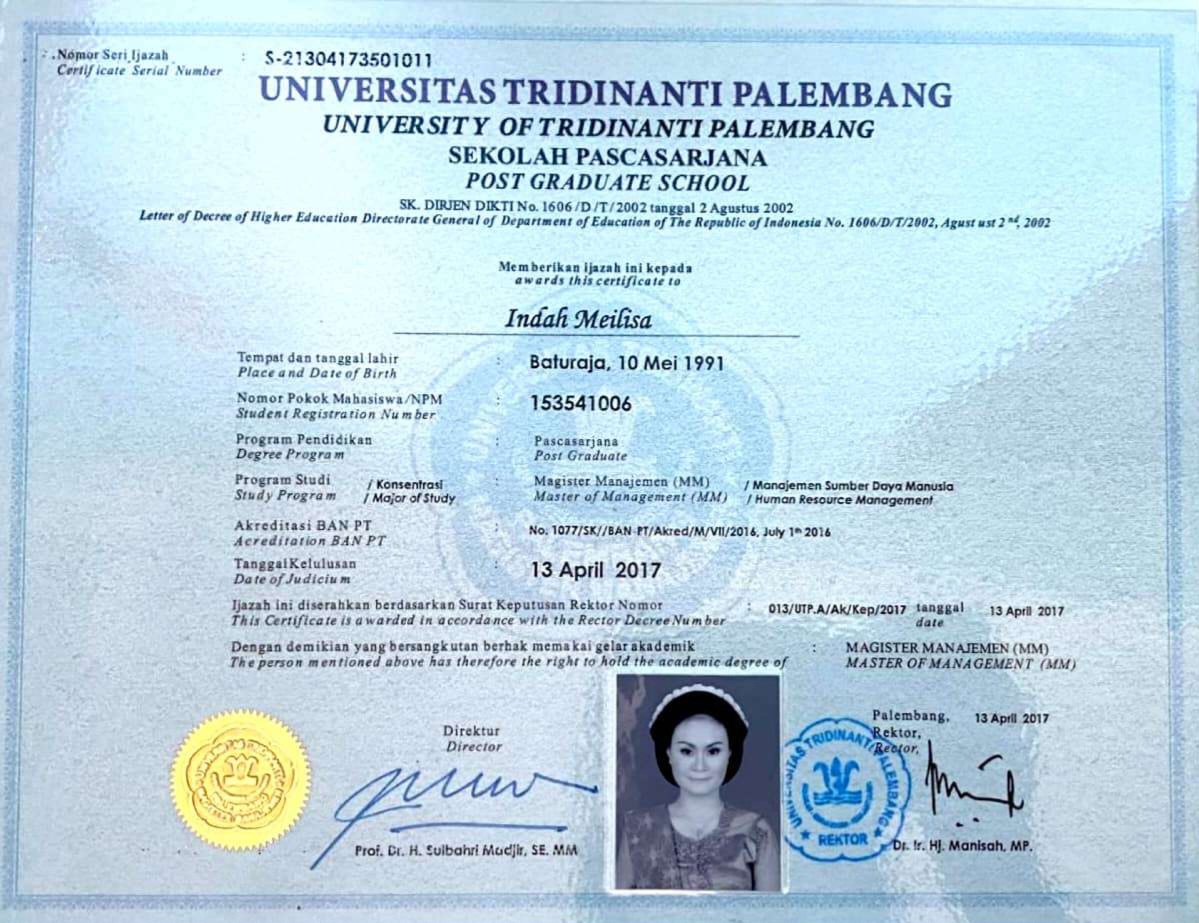 Nomor Seri Ijazah : S-21304173501011
Certificate Serial Number
UNIVERSITAS TRIDINANTI PALEMBANG
UNIVERSITY OF TRIDINANTI PALEMBANG
SEKOLAH PASCASARJANA
POST GRADUATE SCHOOL
SK. DIRJEN DIKTI No. 1606 /D /T/ 2002 tanggal 2 Agustus 2002
Letter of Decree of Higher Education Directorate General of Department of Education of The Republic of Indonesia No. 1606/D/T/2002, Agust ust 2 nd, 2002
Memberikan ijazah ini kepada
awards this certificate to
Indah Meilisa
Tempat dan tanggal lahir : Baturaja, 10 Mei 1991
Place and Date of Birth
Nomor Pokok Mahasiswa/NPM : 153541006
Student Registration Number
Program Pendidikan : Pascasarjana
Degree Program Post Graduate
Program Studi / Konsentrasi : Magister Manajemen (MM) / Manajemen Sumber Daya Manusia
Study Program / Major of Study Master of Management (MM) / Human Resource Management
Akreditasi BAN PT : No. 1077/SK//BAN-PT/Akred/M/VII/2016, July 1th 2016
Acreditation BAN PT
Tanggal Kelulusan : 13 April 2017
Date of Judicium
Ijazah ini diserahkan berdasarkan Surat Keputusan Rektor Nomor : 013/UTP.A/Ak/Kep/2017 tanggal 13 April 2017
This Certificate is awarded in accordance with the Rector Decree Number date
Dengan demikian yang bersangkutan berhak memakai gelar akademik : MAGISTER MANAJEMEN (MM)
The person mentioned above has therefore the right to hold the academic degree of MASTER OF MANAGEMENT (MM)
Palembang, 13 April 2017
Direktur Rektor,
Director Rector,
UNIVERSITAS TRIDINANTI PALEMBANG
REKTOR
Prof. Dr. H. Sulbahri Madjir, SE. MM Dr. Ir. Hj. Manisah, MP.